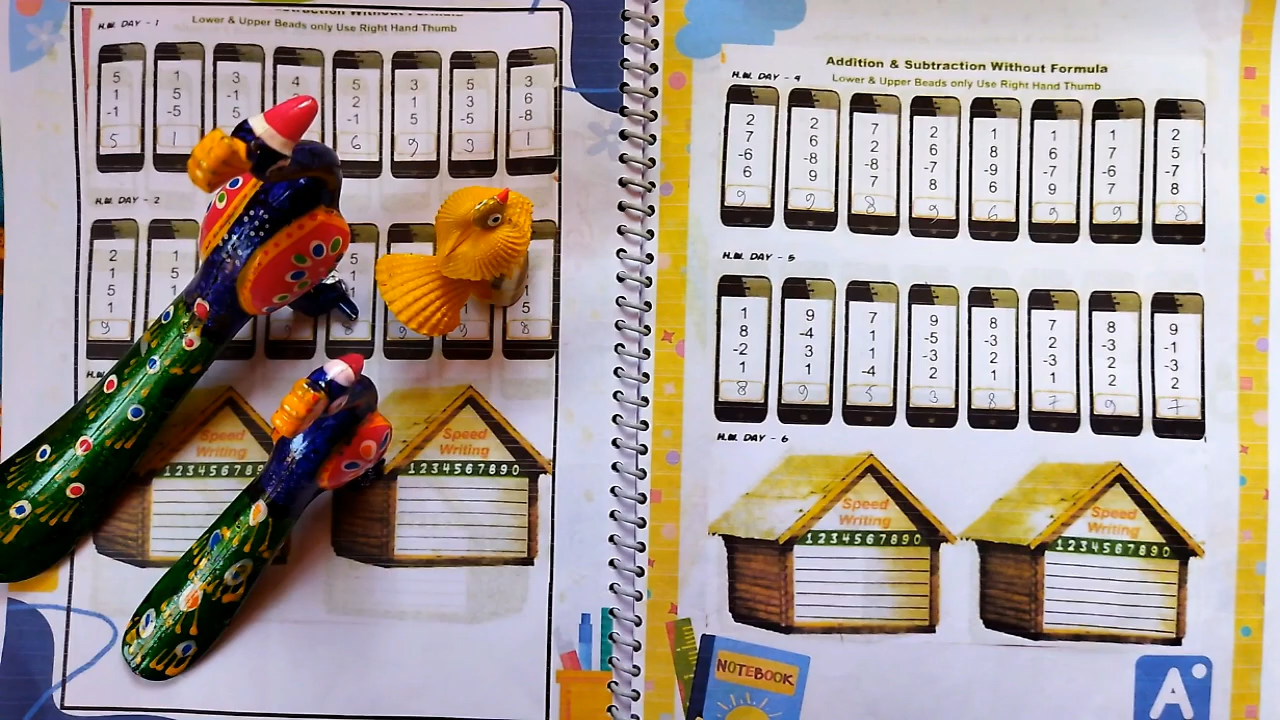 Lower & Upper Beads only Use Right Hand Thumb
H.W. DAY - 1
5 1 3 4 5 3 5 3
1 5 -1 2 1 3 6
-1 -5 5 -1 5 -5 -8
5 1 6 9 3 1
H.W. DAY - 2
2 1 5
1 5 1
5 1 1
1 1 5
9 8 9 9 8
Speed Speed
Writing Writing
123456789 1234567890
Addition & Subtraction Without Formula
H.W. DAY - 4
Lower & Upper Beads only Use Right Hand Thumb
2 2 7 2 1 1 1 2
7 6 2 6 8 6 7 5
-6 -8 -8 -7 -9 -7 -6 -7
6 9 7 8 6 9 7 8
9 9 8 9 6 9 9 8
H.W. DAY - 5
1 9 7 9 8 7 8 9
8 -4 1 -5 -3 2 -3 -1
-2 3 1 -3 2 -3 2 -3
1 1 -4 2 1 1 2 2
8 9 5 3 8 7 9 7
H.W. DAY - 6
Speed Speed
Writing Writing
1234567890 1234567890
NOTEBOOK
A